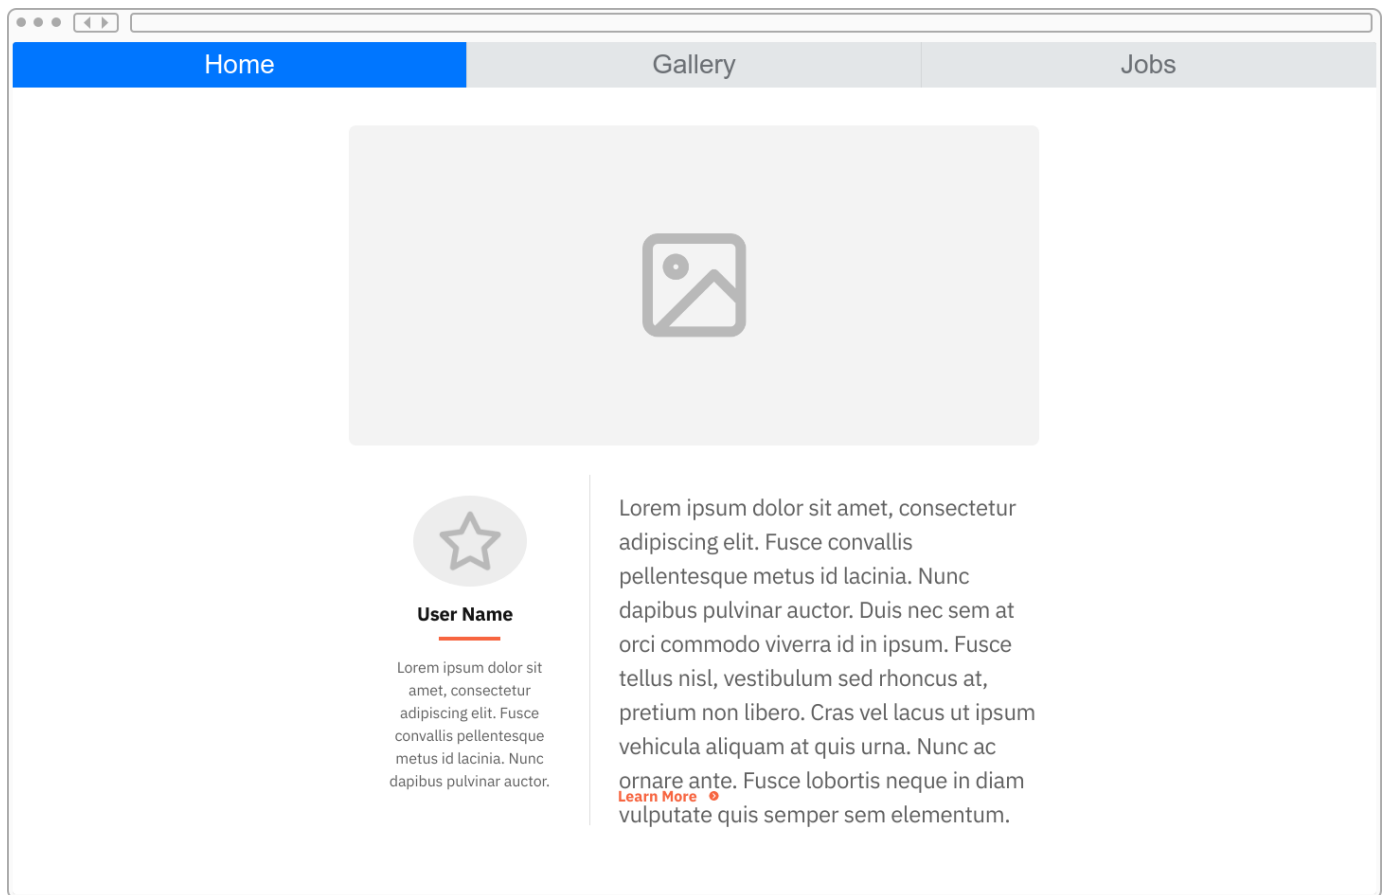 Home
Gallery
Jobs
User Name
Lorem ipsum dolor sit
amet, consectetur
adipiscing elit. Fusce
convallis pellentesque
metus id lacinia. Nunc
dapibus pulvinar auctor.
Lorem ipsum dolor sit amet, consectetur
adipiscing elit. Fusce convallis
pellentesque metus id lacinia. Nunc
dapibus pulvinar auctor. Duis nec sem at
orci commodo viverra id in ipsum. Fusce
tellus nisl, vestibulum sed rhoncus at,
pretium non libero. Cras vel lacus ut ipsum
vehicula aliquam at quis urna. Nunc ac
ornare ante. Fusce lobortis neque in diam
Learn More
vulputate quis semper sem elementum.